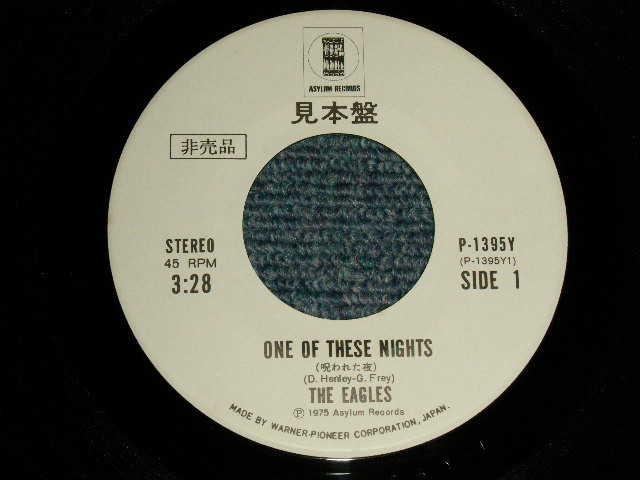 ASYLUM RECORDS
見本盤
非売品
STEREO
45 RPM
3:28
P-1395Y
(P-1395Y1)
SIDE 1
ONE OF THESE NIGHTS
(呪われた夜)
(D. Henley-G. Frey)
THE EAGLES
Ⓟ 1975 Asylum Records
MADE BY WARNER-PIONEER CORPORATION, JAPAN.